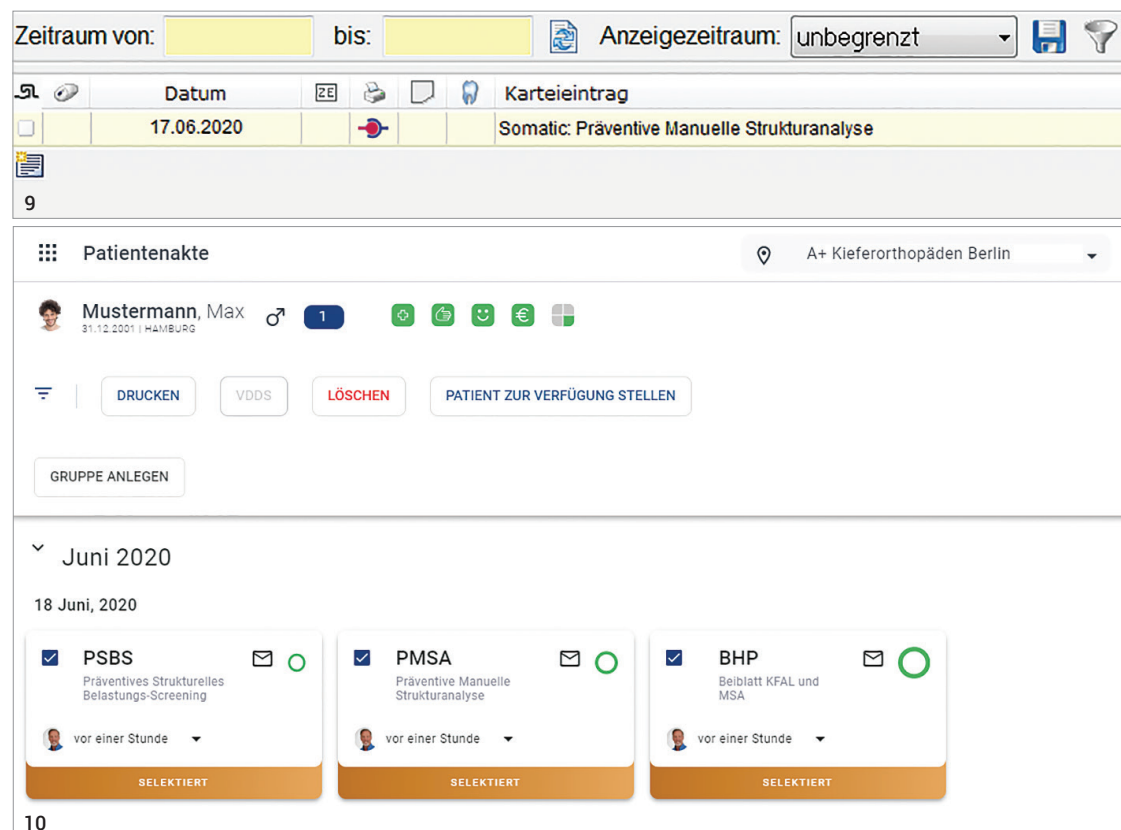 Zeitraum von: bis: Anzeigezeitraum: unbegrenzt
ZE Datum Karteieintrag
17.06.2020 Somatic: Präventive Manuelle Strukturanalyse
9
Patientenakte A+ Kieferorthopäden Berlin
Mustermann, Max 1 €
31.12.2001 | HAMBURG
DRUCKEN VDDS LÖSCHEN PATIENT ZUR VERFÜGUNG STELLEN
GRUPPE ANLEGEN
Juni 2020
18 Juni, 2020
PSBS
Präventives Strukturelles
Belastungs-Screening
vor einer Stunde
SELEKTIERT
PMSA
Präventive Manuelle
Strukturanalyse
vor einer Stunde
SELEKTIERT
BHP
Beiblatt KFAL und
MSA
vor einer Stunde
SELEKTIERT
10